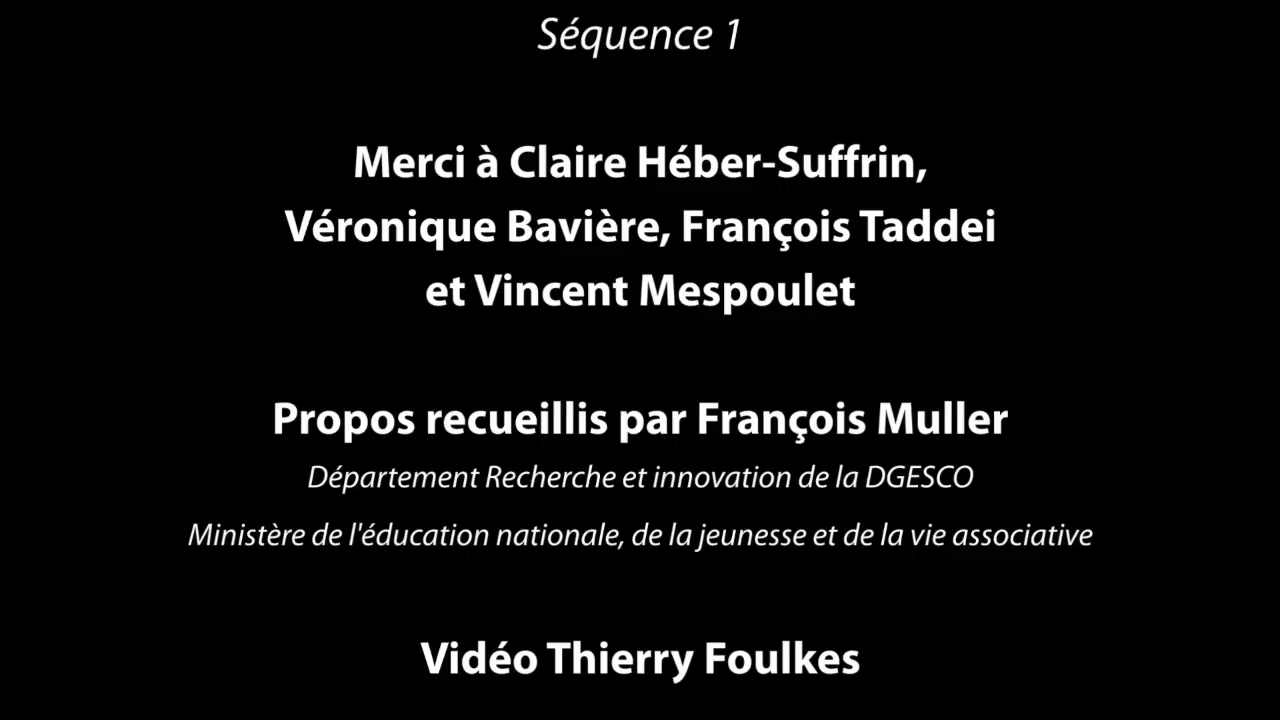 Séquence 1
Merci à Claire Héber-Suffrin,
Véronique Bavière, François Taddei
et Vincent Mespoulet
Propos recueillis par François Muller
Département Recherche et innovation de la DGESCO
Ministère de l'éducation nationale, de la jeunesse et de la vie associative
Vidéo Thierry Foulkes